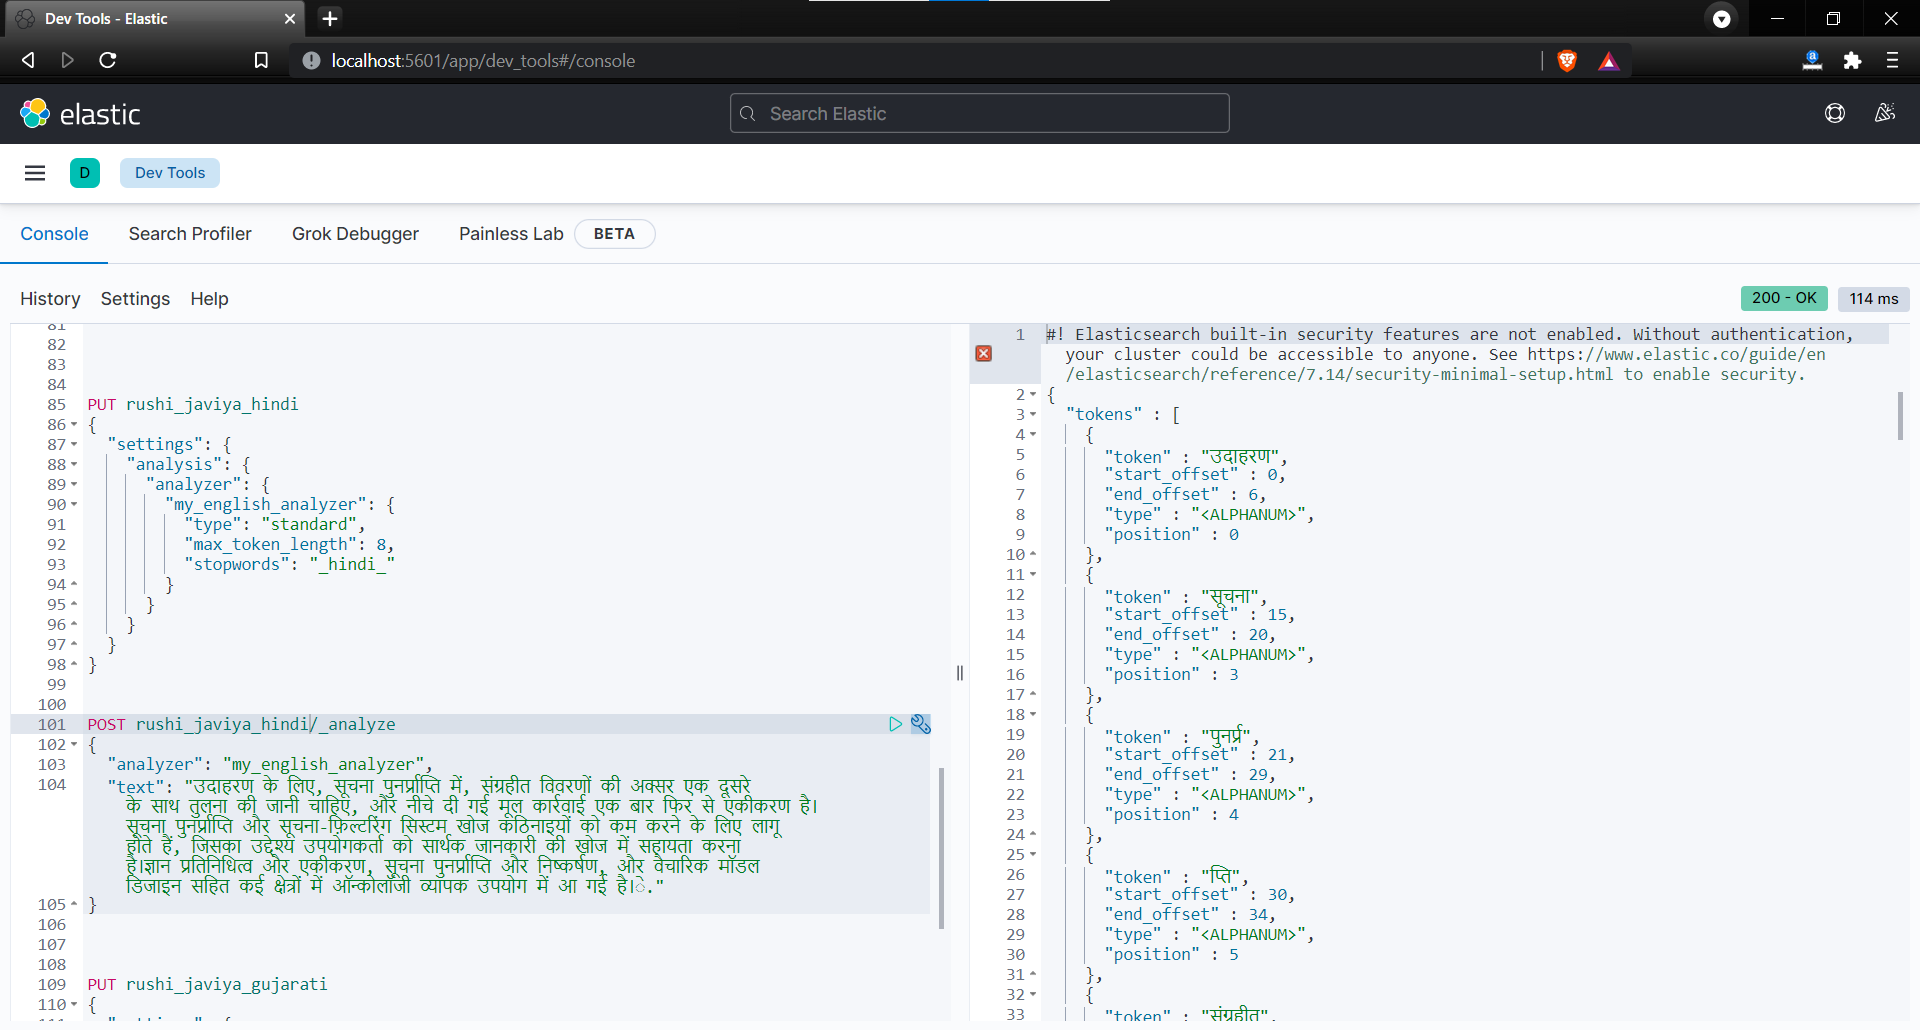 Dev Tools - Elastic
localhost:5601/app/dev_tools#/console
elastic
Search Elastic
D
Dev Tools
Console
Search Profiler
Grok Debugger
Painless Lab
BETA
History
Settings
Help
200 - OK
114 ms
81
82
83
84
85 PUT rushi_javiya_hindi
86 {
87 "settings": {
88 "analysis": {
89 "analyzer": {
90 "my_english_analyzer": {
91 "type": "standard",
92 "max_token_length": 8,
93 "stopwords": "_hindi_"
94 }
95 }
96 }
97 }
98 }
99
100
101 POST rushi_javiya_hindi/_analyze
102 {
103 "analyzer": "my_english_analyzer",
104 "text": "उदाहरण के लिए, सूचना पुनर्प्राप्ति में, संग्रहीत विवरणों की अक्सर एक दूसरे
के साथ तुलना की जानी चाहिए, और नीचे दी गई मूल कार्रवाई एक बार फिर से एकीकरण है।
सूचना पुनर्प्राप्ति और सूचना-फ़िल्टरिंग सिस्टम खोज कठिनाइयों को कम करने के लिए लागू
होते हैं, जिसका उद्देश्य उपयोगकर्ता को सार्थक जानकारी की खोज में सहायता करना
है।ज्ञान प्रतिनिधित्व और एकीकरण, सूचना पुनर्प्राप्ति और निष्कर्षण, और वैचारिक मॉडल
डिजाइन सहित कई क्षेत्रों में ऑन्कोलॉजी व्यापक उपयोग में आ गई है।े."
105 }
106
107
108
109 PUT rushi_javiya_gujarati
110 {
1 #! Elasticsearch built-in security features are not enabled. Without authentication,
your cluster could be accessible to anyone. See https://www.elastic.co/guide/en
/elasticsearch/reference/7.14/security-minimal-setup.html to enable security.
2 {
3 "tokens" : [
4 {
5 "token" : "उदाहरण",
6 "start_offset" : 0,
7 "end_offset" : 6,
8 "type" : "<ALPHANUM>",
9 "position" : 0
10 },
11 {
12 "token" : "सूचना",
13 "start_offset" : 15,
14 "end_offset" : 20,
15 "type" : "<ALPHANUM>",
16 "position" : 3
17 },
18 {
19 "token" : "पुनर्प्र",
20 "start_offset" : 21,
21 "end_offset" : 29,
22 "type" : "<ALPHANUM>",
23 "position" : 4
24 },
25 {
26 "token" : "प्ति",
27 "start_offset" : 30,
28 "end_offset" : 34,
29 "type" : "<ALPHANUM>",
30 "position" : 5
31 },
32 {
33 "token" : "संग्रहीत",